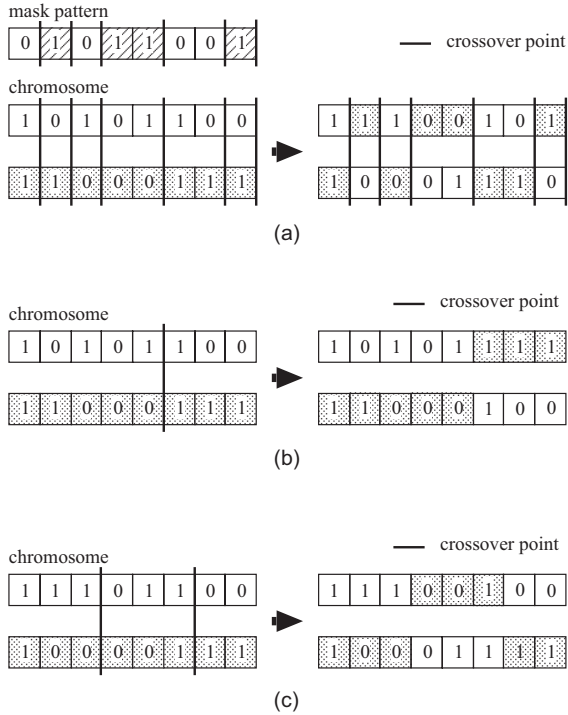 mask pattern
0 1 0 1 1 0 0 1
crossover point
chromosome
1 0 1 0 1 1 0 0
1 1 1 0 0 1 0 1
1 1 0 0 0 1 1 1
1 0 0 0 1 1 1 0
(a)
crossover point
chromosome
1 0 1 0 1 1 0 0
1 0 1 0 1 1 1 1
1 1 0 0 0 1 1 1
1 1 0 0 0 1 0 0
(b)
crossover point
chromosome
1 1 1 0 1 1 0 0
1 1 1 0 0 1 0 0
1 0 0 0 0 1 1 1
1 0 0 0 1 1 1 1
(c)